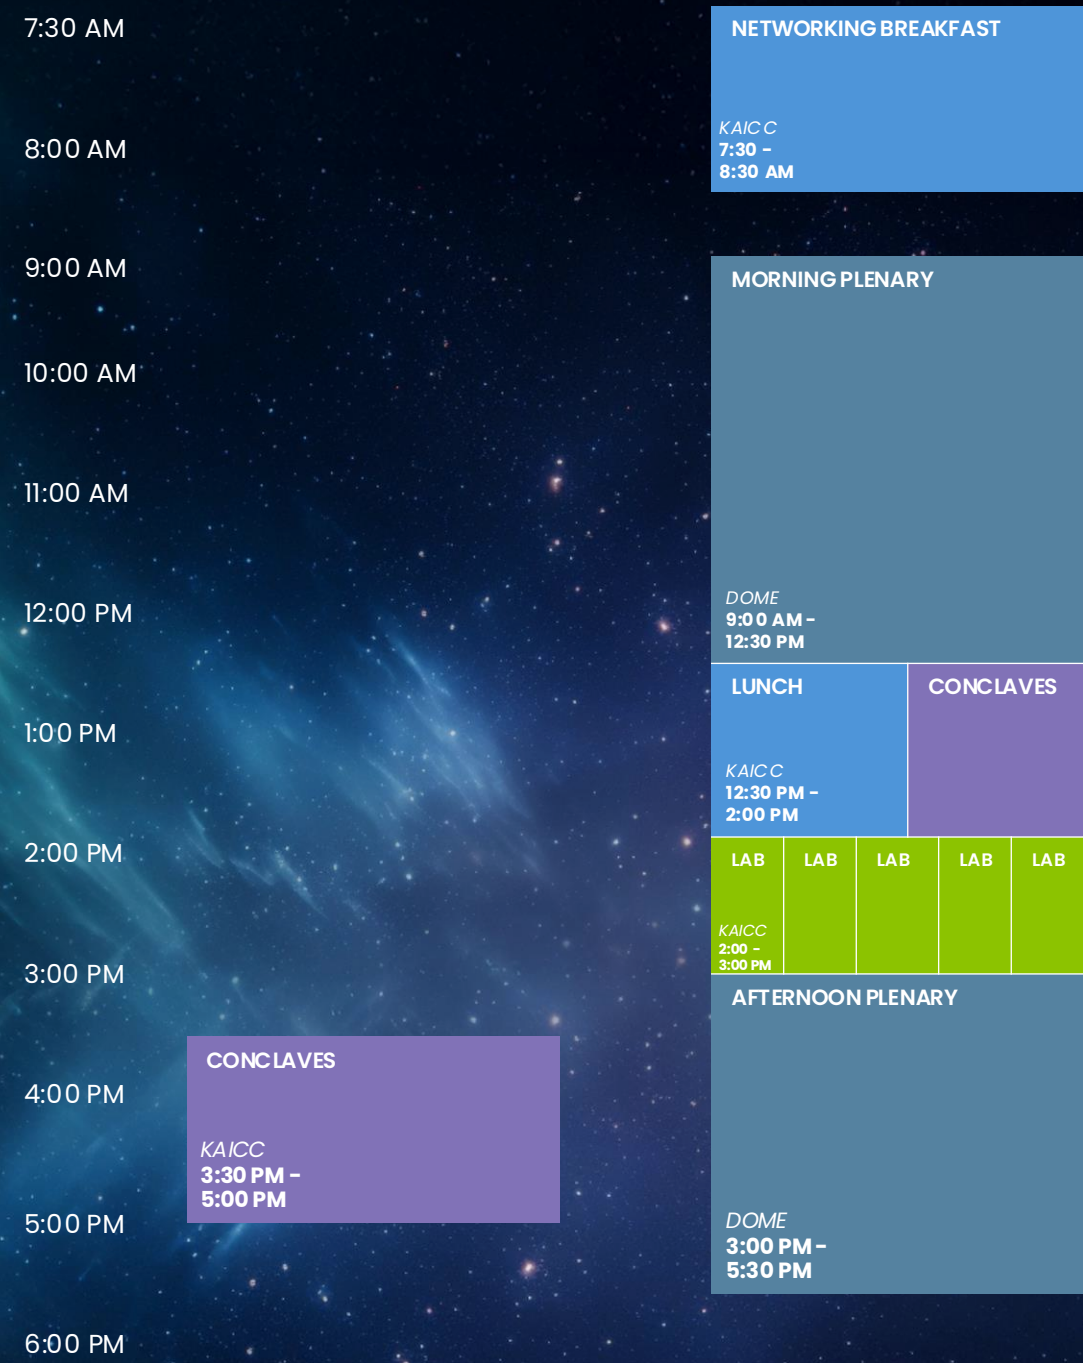 7:30 AM
8:00 AM
9:00 AM
10:00 AM
11:00 AM
12:00 PM
1:00 PM
2:00 PM
3:00 PM
4:00 PM
5:00 PM
6:00 PM
CONCLAVES
KAICC
3:30 PM -
5:00 PM
NETWORKING BREAKFAST
KAICC
7:30 -
8:30 AM
MORNING PLENARY
DOME
9:00 AM -
12:30 PM
LUNCH
KAICC
12:30 PM -
2:00 PM
CONCLAVES
LAB
KAICC
2:00 -
3:00 PM
LAB
LAB
LAB
LAB
AFTERNOON PLENARY
DOME
3:00 PM -
5:30 PM